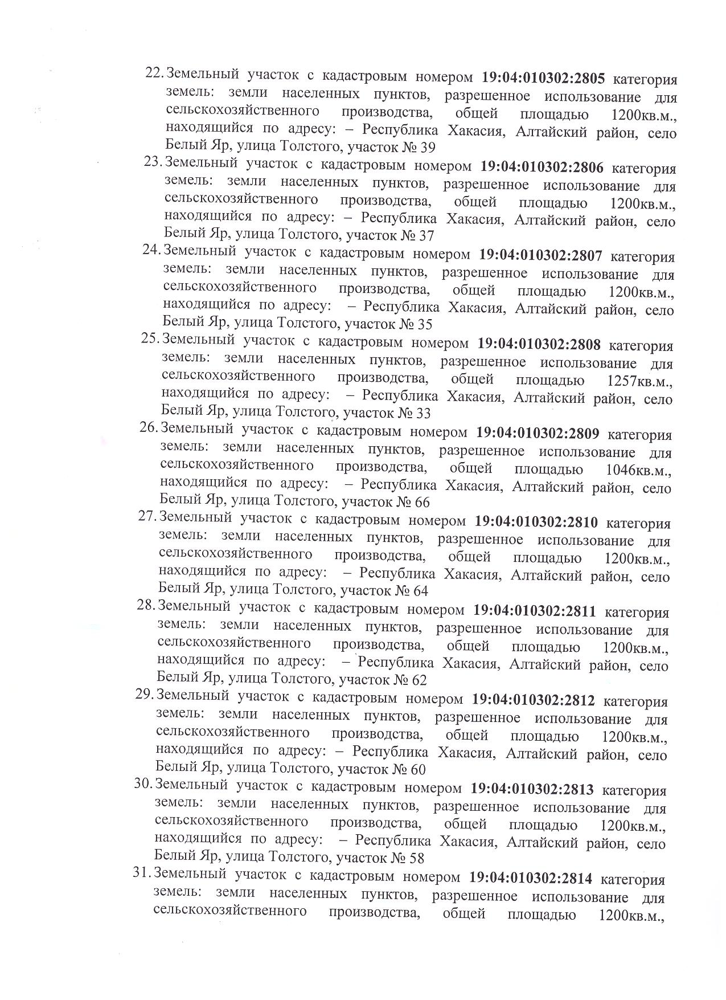 22. Земельный участок с кадастровым номером 19:04:010302:2805 категория
земель: земли населенных пунктов, разрешенное использование для
сельскохозяйственного производства, общей площадью 1200кв.м.,
находящийся по адресу: – Республика Хакасия, Алтайский район, село
Белый Яр, улица Толстого, участок № 39
23. Земельный участок с кадастровым номером 19:04:010302:2806 категория
земель: земли населенных пунктов, разрешенное использование для
сельскохозяйственного производства, общей площадью 1200кв.м.,
находящийся по адресу: – Республика Хакасия, Алтайский район, село
Белый Яр, улица Толстого, участок № 37
24. Земельный участок с кадастровым номером 19:04:010302:2807 категория
земель: земли населенных пунктов, разрешенное использование для
сельскохозяйственного производства, общей площадью 1200кв.м.,
находящийся по адресу: – Республика Хакасия, Алтайский район, село
Белый Яр, улица Толстого, участок № 35
25. Земельный участок с кадастровым номером 19:04:010302:2808 категория
земель: земли населенных пунктов, разрешенное использование для
сельскохозяйственного производства, общей площадью 1257кв.м.,
находящийся по адресу: – Республика Хакасия, Алтайский район, село
Белый Яр, улица Толстого, участок № 33
26. Земельный участок с кадастровым номером 19:04:010302:2809 категория
земель: земли населенных пунктов, разрешенное использование для
сельскохозяйственного производства, общей площадью 1046кв.м.,
находящийся по адресу: – Республика Хакасия, Алтайский район, село
Белый Яр, улица Толстого, участок № 66
27. Земельный участок с кадастровым номером 19:04:010302:2810 категория
земель: земли населенных пунктов, разрешенное использование для
сельскохозяйственного производства, общей площадью 1200кв.м.,
находящийся по адресу: – Республика Хакасия, Алтайский район, село
Белый Яр, улица Толстого, участок № 64
28. Земельный участок с кадастровым номером 19:04:010302:2811 категория
земель: земли населенных пунктов, разрешенное использование для
сельскохозяйственного производства, общей площадью 1200кв.м.,
находящийся по адресу: – Республика Хакасия, Алтайский район, село
Белый Яр, улица Толстого, участок № 62
29. Земельный участок с кадастровым номером 19:04:010302:2812 категория
земель: земли населенных пунктов, разрешенное использование для
сельскохозяйственного производства, общей площадью 1200кв.м.,
находящийся по адресу: – Республика Хакасия, Алтайский район, село
Белый Яр, улица Толстого, участок № 60
30. Земельный участок с кадастровым номером 19:04:010302:2813 категория
земель: земли населенных пунктов, разрешенное использование для
сельскохозяйственного производства, общей площадью 1200кв.м.,
находящийся по адресу: – Республика Хакасия, Алтайский район, село
Белый Яр, улица Толстого, участок № 58
31. Земельный участок с кадастровым номером 19:04:010302:2814 категория
земель: земли населенных пунктов, разрешенное использование для
сельскохозяйственного производства, общей площадью 1200кв.м.,